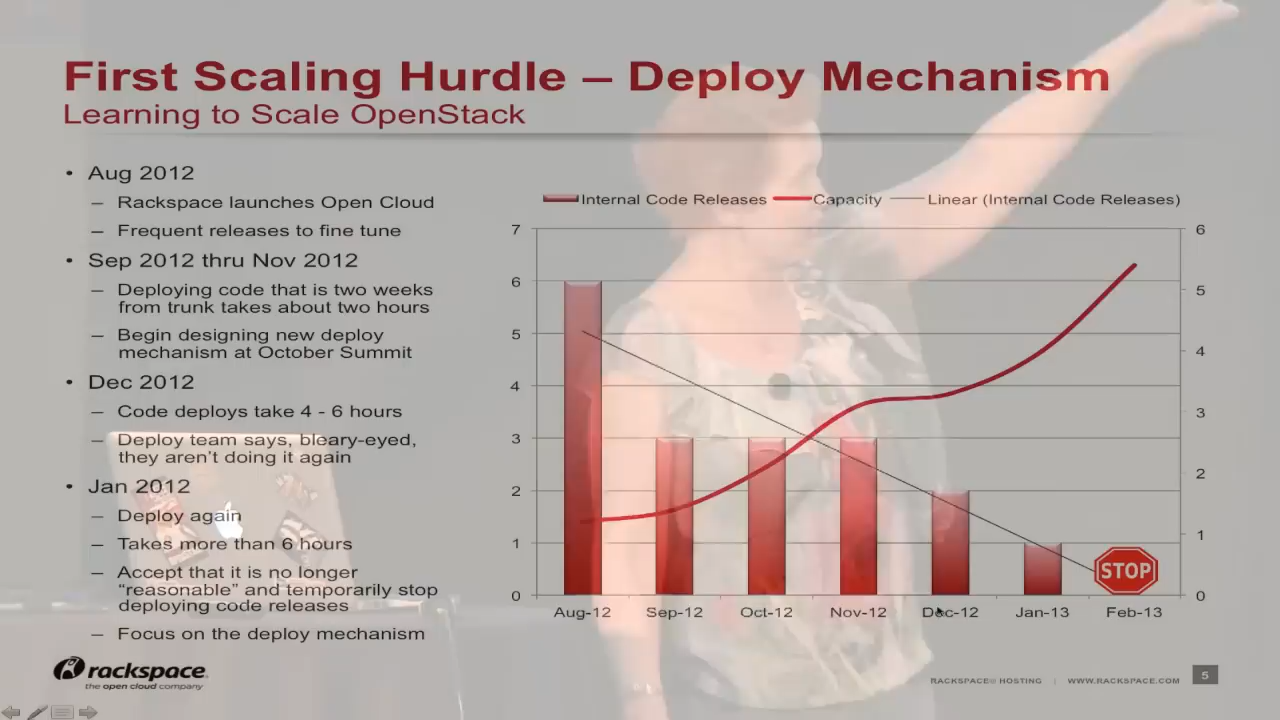 First Scaling Hurdle – Deploy Mechanism
Learning to Scale OpenStack
• Aug 2012
– Rackspace launches Open Cloud
– Frequent releases to fine tune
• Sep 2012 thru Nov 2012
– Deploying code that is two weeks
from trunk takes about two hours
– Begin designing new deploy
mechanism at October Summit
• Dec 2012
– Code deploys take 4 - 6 hours
– Deploy team says, bleary-eyed,
they aren't doing it again
• Jan 2012
– Deploy again
– Takes more than 6 hours
– Accept that it is no longer
“reasonable” and temporarily stop
deploying code releases
– Focus on the deploy mechanism
Internal Code Releases Capacity Linear (Internal Code Releases)
7 6
6
5
5
4
4
3
3
2
2
1
1
0 0
STOP
Aug-12 Sep-12 Oct-12 Nov-12 Dec-12 Jan-13 Feb-13
rackspace
the open cloud company
RACKSPACE® HOSTING | WWW.RACKSPACE.COM 5